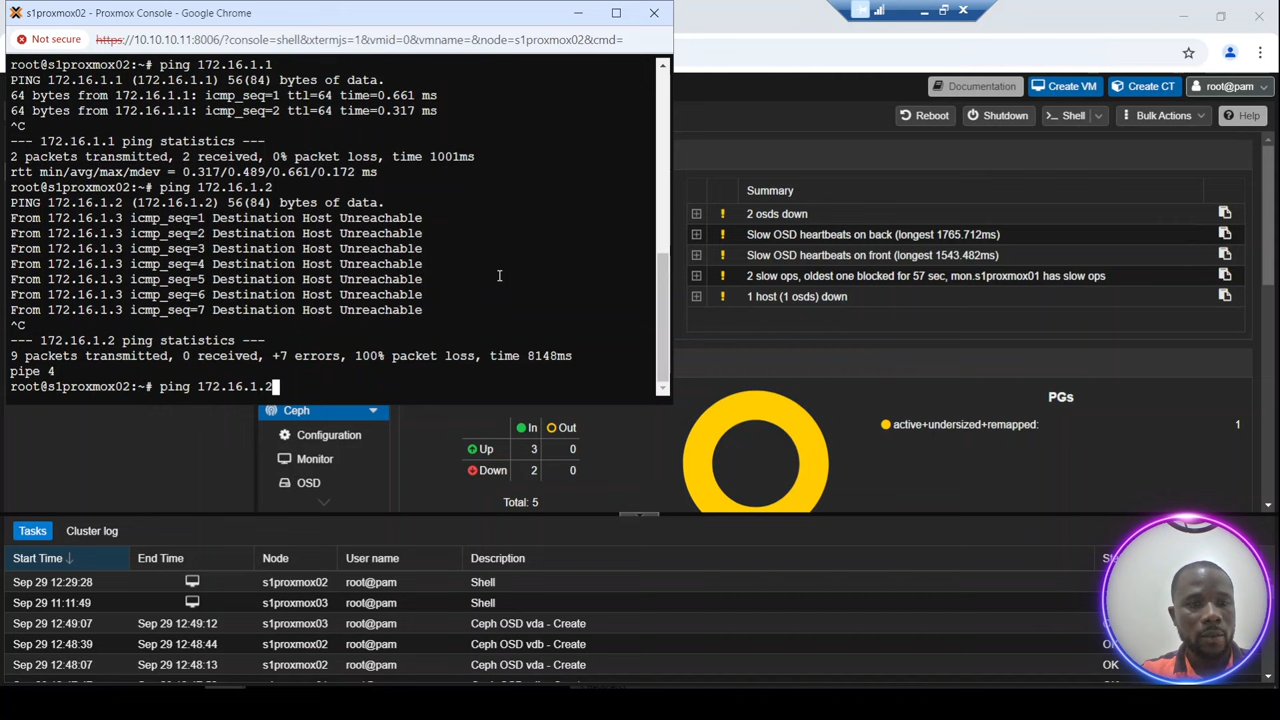 s1proxmox02 - Proxmox Console - Google Chrome
Not secure https://10.10.10.11:8006/?console=shell&xtermjs=1&vmid=0&vmname=&node=s1proxmox02&cmd=
root@s1proxmox02:~# ping 172.16.1.1
PING 172.16.1.1 (172.16.1.1) 56(84) bytes of data.
64 bytes from 172.16.1.1: icmp_seq=1 ttl=64 time=0.661 ms
64 bytes from 172.16.1.1: icmp_seq=2 ttl=64 time=0.317 ms
^C
--- 172.16.1.1 ping statistics ---
2 packets transmitted, 2 received, 0% packet loss, time 1001ms
rtt min/avg/max/mdev = 0.317/0.489/0.661/0.172 ms
root@s1proxmox02:~# ping 172.16.1.2
PING 172.16.1.2 (172.16.1.2) 56(84) bytes of data.
From 172.16.1.3 icmp_seq=1 Destination Host Unreachable
From 172.16.1.3 icmp_seq=2 Destination Host Unreachable
From 172.16.1.3 icmp_seq=3 Destination Host Unreachable
From 172.16.1.3 icmp_seq=4 Destination Host Unreachable
From 172.16.1.3 icmp_seq=5 Destination Host Unreachable
From 172.16.1.3 icmp_seq=6 Destination Host Unreachable
From 172.16.1.3 icmp_seq=7 Destination Host Unreachable
^C
--- 172.16.1.2 ping statistics ---
9 packets transmitted, 0 received, +7 errors, 100% packet loss, time 8148ms
pipe 4
root@s1proxmox02:~# ping 172.16.1.2
Documentation Create VM Create CT root@pam
Reboot Shutdown Shell Bulk Actions Help
Summary
2 osds down
Slow OSD heartbeats on back (longest 1765.712ms)
Slow OSD heartbeats on front (longest 1543.482ms)
2 slow ops, oldest one blocked for 57 sec, mon.s1proxmox01 has slow ops
1 host (1 osds) down
Ceph
Configuration
Monitor
OSD
In Out
Up 3 0
Down 2 0
Total: 5
PGs
active+undersized+remapped: 1
Tasks Cluster log
Start Time End Time Node User name Description
Sep 29 12:29:28 s1proxmox02 root@pam Shell
Sep 29 11:11:49 s1proxmox03 root@pam Shell
Sep 29 12:49:07 Sep 29 12:49:12 s1proxmox03 root@pam Ceph OSD vda - Create
Sep 29 12:48:39 Sep 29 12:48:44 s1proxmox02 root@pam Ceph OSD vdb - Create
Sep 29 12:48:07 Sep 29 12:48:13 s1proxmox02 root@pam Ceph OSD vda - Create OK